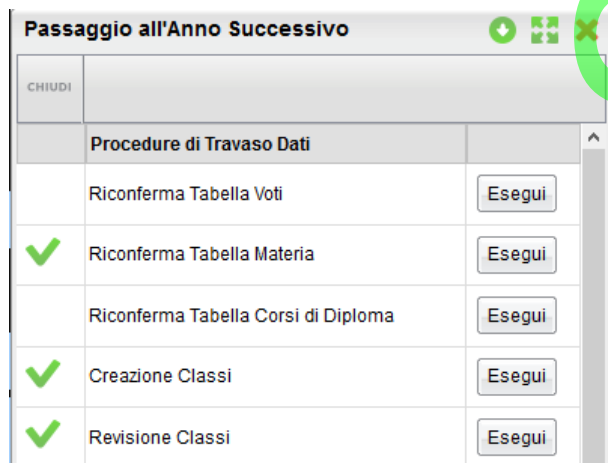 Passaggio all'Anno Successivo
CHIUDI
Procedure di Travaso Dati
Riconferma Tabella Voti Esegui
Riconferma Tabella Materia Esegui
Riconferma Tabella Corsi di Diploma Esegui
Creazione Classi Esegui
Revisione Classi Esegui